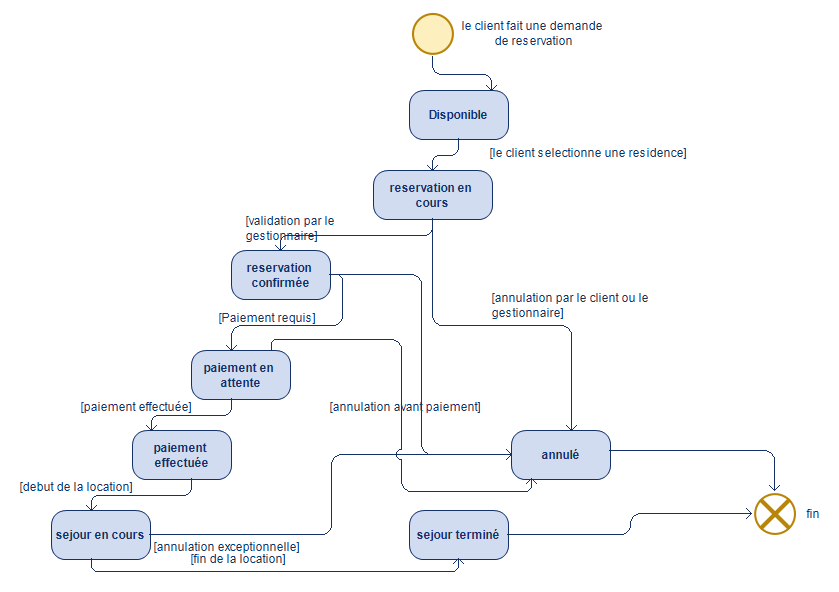 le client fait une demande
de reservation
Disponible
[le client selectionne une residence]
reservation en
cours
[validation par le
gestionnaire]
reservation
confirmée
[annulation par le client ou le
gestionnaire]
[Paiement requis]
paiement en
attente
[paiement effectuée]
[annulation avant paiement]
paiement
effectuée
annulé
[debut de la location]
sejour en cours
sejour terminé
fin
[annulation exceptionnelle]
[fin de la location]